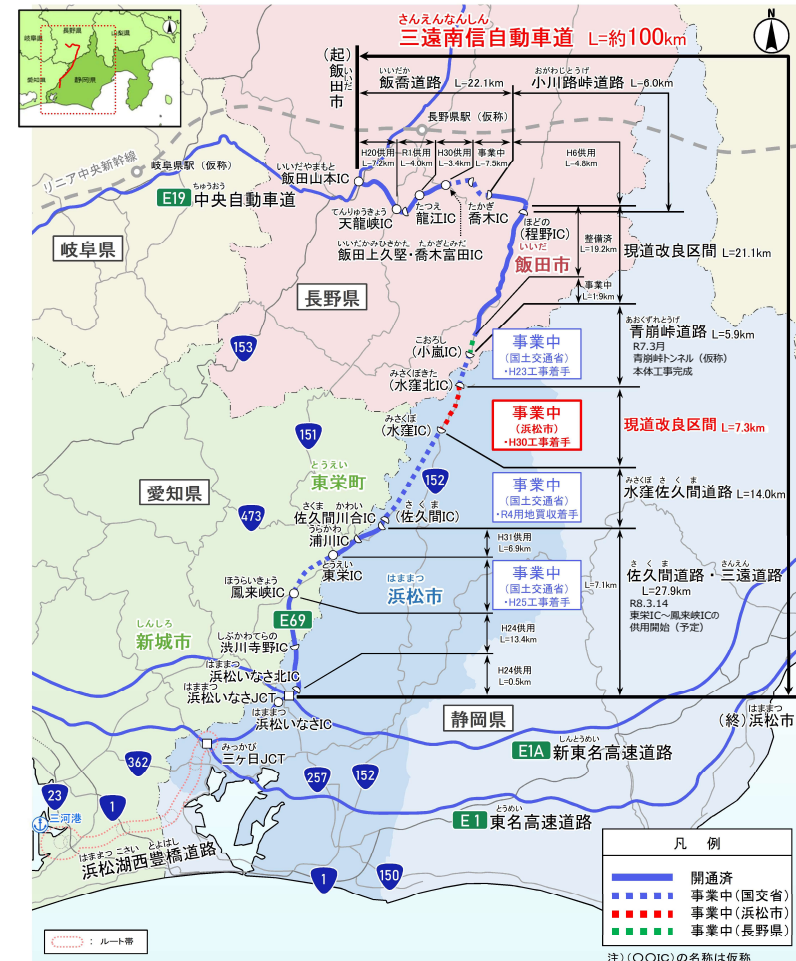 さんえんなんしん
三遠南信自動車道 L=約100km
N
長野県
岐阜県
山梨県
愛知県
静岡県
N
(起)飯田市
いいだ
いいだか
飯喬道路 L=22.1km
おがわじとうげ
小川路峠道路 L=6.0km
長野県駅(仮称)
H20供用
L=7.2km
R1供用
L=4.0km
H30供用
L=3.4km
事業中
L=7.5km
H6供用
L=4.8km
リニア中央新幹線
岐阜県駅(仮称)
いいだやまもと
飯田山本IC
E19
ちゅうおう
中央自動車道
てんりゅうきょう
天龍峡IC
たつえ
龍江IC
たかぎ
喬木IC
ほどの
(程野IC)
いいだかみひさかた たかぎとみだ
飯田上久堅・喬木富田IC
いいだ
飯田市
岐阜県
長野県
整備済
L=19.2km
現道改良区間 L=21.1km
事業中
L=1.9km
153
こおろし
(小嵐IC)
事業中
(国土交通省)
・H23工事着手
あおくずれとうげ
青崩峠道路 L=5.9km
R7.3月
青崩峠トンネル(仮称)
本体工事完成
みさくぼきた
(水窪北IC)
みさくぼ
(水窪IC)
事業中
(浜松市)
・H30工事着手
現道改良区間 L=7.3km
151
とうえい
東栄町
152
愛知県
473
事業中
(国土交通省)
・R4用地買収着手
みさくぼ さくま
水窪佐久間道路 L=14.0km
さくま かわい
佐久間川合IC
さくま
(佐久間IC)
うらかわ
浦川IC
とうえい
東栄IC
H31供用
L=6.9km
はままつ
浜松市
事業中
(国土交通省)
・H25工事着手
L=7.1km
さくま さんえん
佐久間道路・三遠道路
L=27.9km
R8.3.14
東栄IC～鳳来峡ICの
供用開始(予定)
ほうらいきょう
鳳来峡IC
E69
しんしろ
新城市
しぶかわてらの
渋川寺野IC
H24供用
L=13.4km
はままつ
浜松いなさ北IC
H24供用
L=0.5km
はままつ
浜松いなさJCT
はままつ
浜松いなさIC
静岡県
はままつ
(終)浜松市
みっかび
三ヶ日JCT
E1A
しんとうめい
新東名高速道路
362
257
152
23
1
三河港
E1
とうめい
東名高速道路
はままつ こさい とよはし
浜松湖西豊橋道路
1
150
凡 例
開通済
事業中(国交省)
事業中(浜松市)
事業中(長野県)
: ルート帯
注)(○○IC)の名称は仮称